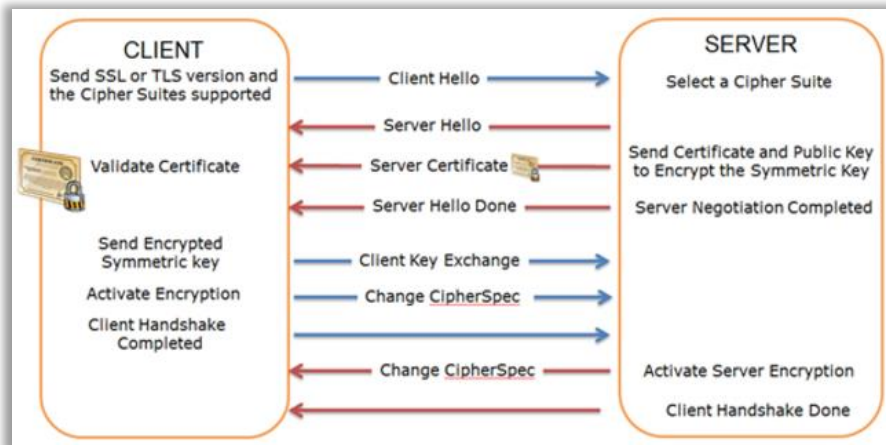 CLIENT
SERVER
Send SSL or TLS version and
the Cipher Suites supported
Client Hello
Select a Cipher Suite
Server Hello
Validate Certificate
Server Certificate
Send Certificate and Public Key
to Encrypt the Symmetric Key
Server Hello Done
Server Negotiation Completed
Send Encrypted
Symmetric key
Client Key Exchange
Activate Encryption
Change CipherSpec
Client Handshake
Completed
Change CipherSpec
Activate Server Encryption
Client Handshake Done